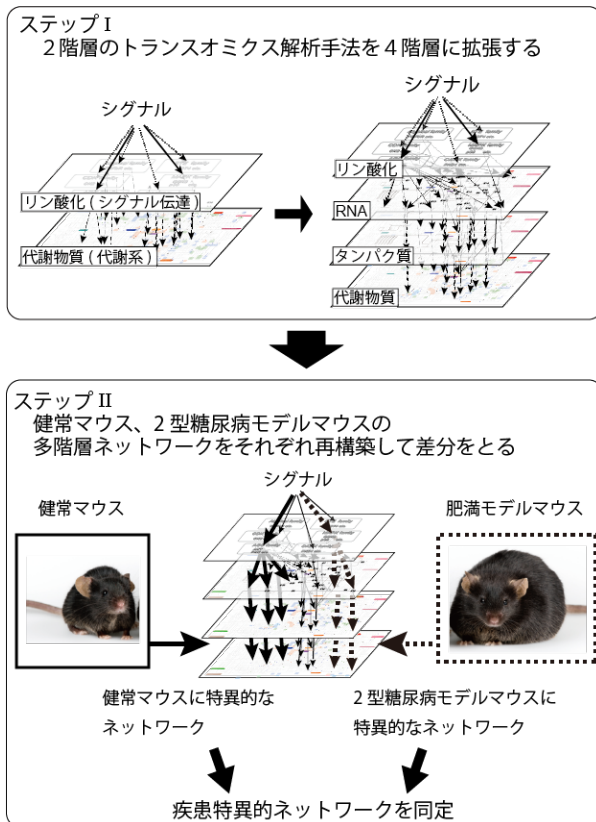 ステップ I
2階層のトランスオミクス解析手法を4階層に拡張する
シグナル
シグナル
リン酸化(シグナル伝達)
代謝物質(代謝系)
リン酸化
RNA
タンパク質
代謝物質
ステップ II
健常マウス、2型糖尿病モデルマウスの
多階層ネットワークをそれぞれ再構築して差分をとる
シグナル
健常マウス
肥満モデルマウス
健常マウスに特異的な
ネットワーク
2型糖尿病モデルマウスに
特異的なネットワーク
疾患特異的ネットワークを同定